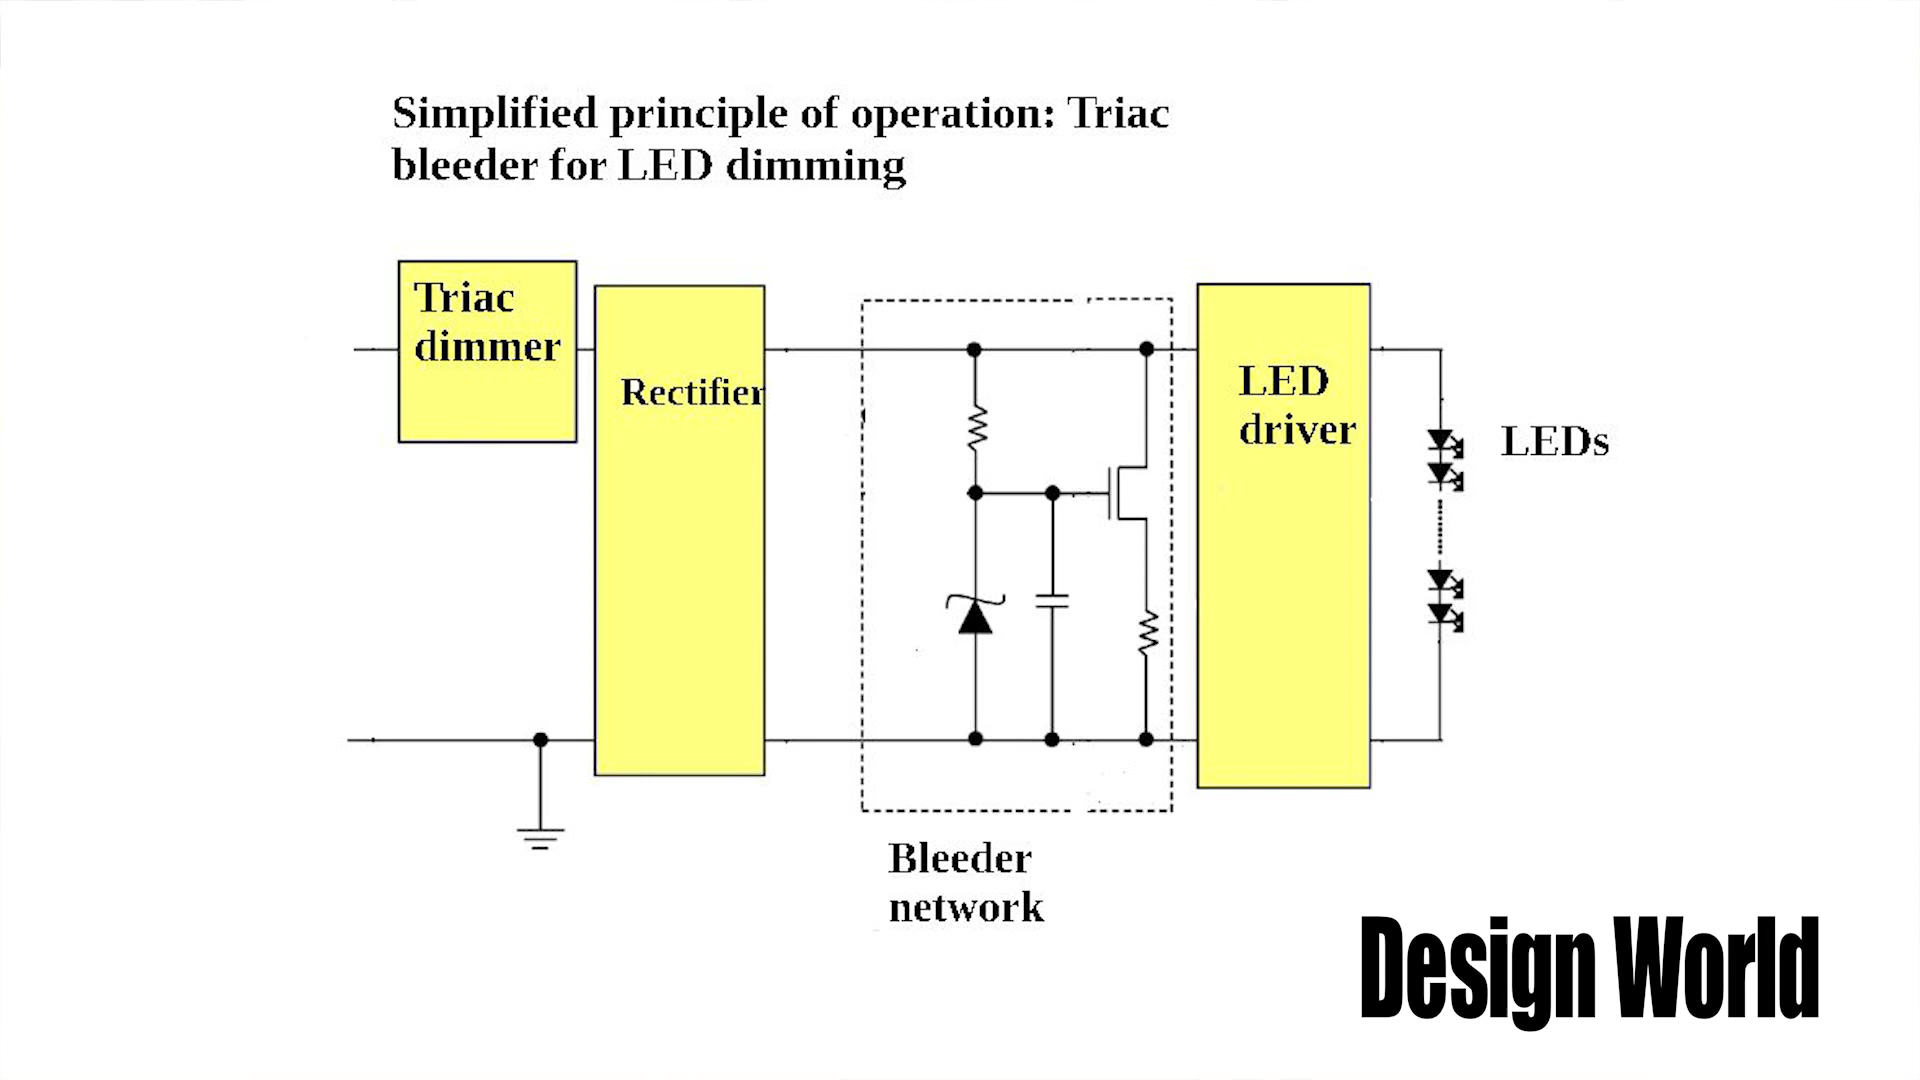 Simplified principle of operation: Triac
bleeder for LED dimming
Triac
dimmer
Rectifier
LED
driver
LEDs
Bleeder
network
Design World